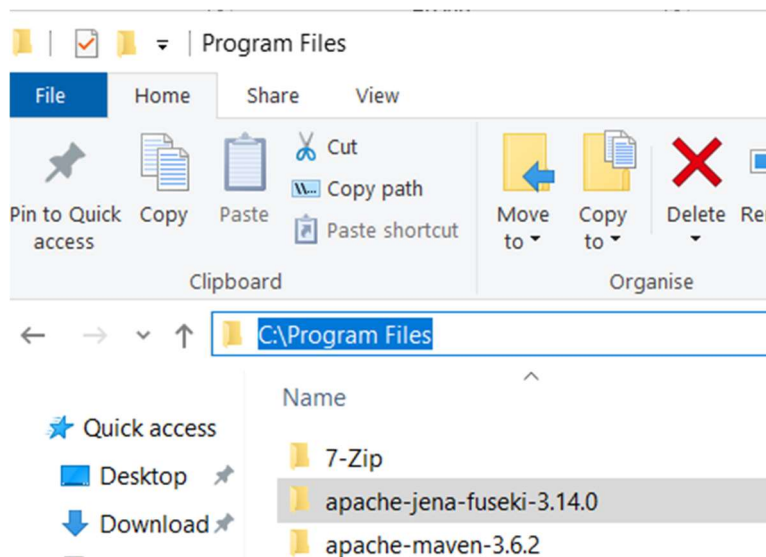 Program Files
File Home Share View
Pin to Quick access
Copy
Paste
Cut
Copy path
Paste shortcut
Clipboard
Move to
Copy to
Delete
Organise
C:\Program Files
Name
Quick access
Desktop
Download
7-Zip
apache-jena-fuseki-3.14.0
apache-maven-3.6.2